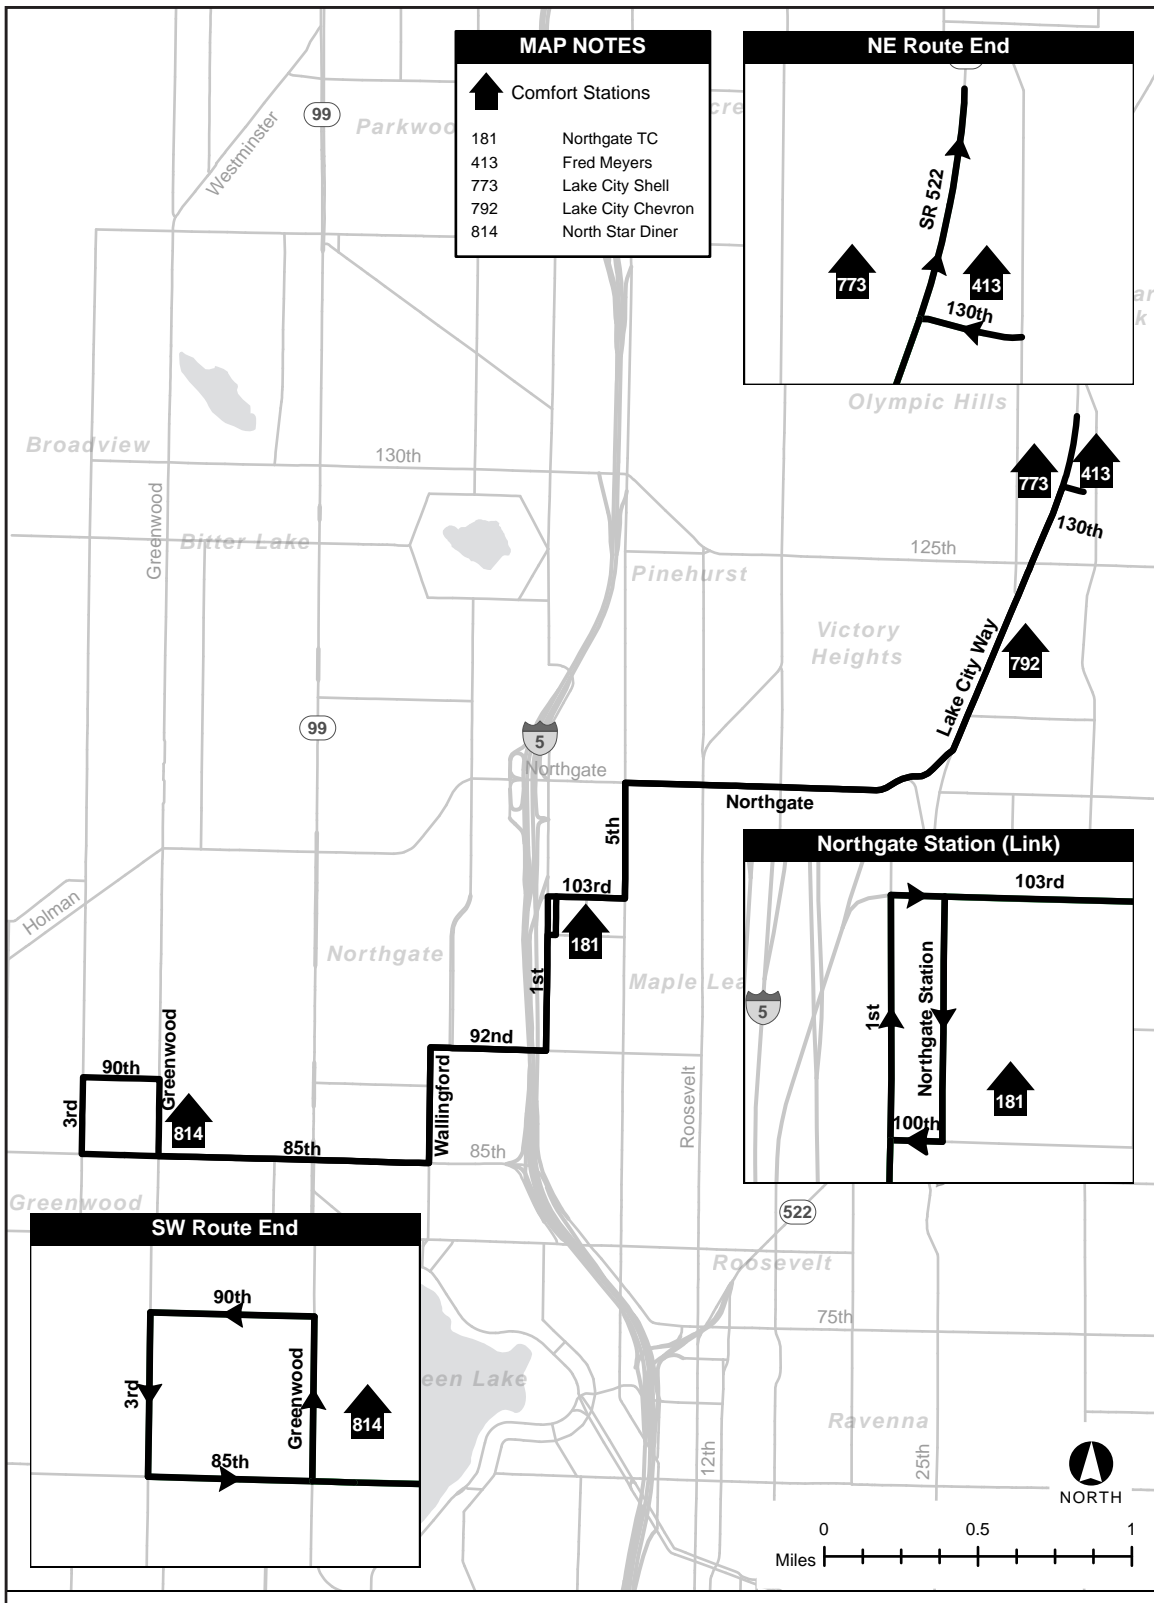 MAP NOTES
Comfort Stations
181 Northgate TC
413 Fred Meyers
773 Lake City Shell
792 Lake City Chevron
814 North Star Diner
NE Route End
SR 522
773
413
130th
99
Westminster
Olympic Hills
Broadview
130th
773
413
130th
Greenwood
Bitter Lake
125th
Pinehurst
Victory
Heights
792
Lake City Way
99
5
Northgate
Northgate
5th
Northgate Station (Link)
103rd
5
1st
Northgate Station
181
100th
Holman
103rd
181
Northgate
1st
Maple
92nd
Greenwood
90th
3rd
814
85th
Wallingford
85th
Roosevelt
Greenwood
522
SW Route End
90th
3rd
Greenwood
814
85th
Roosevelt
75th
Lake
Ravenna
12th
25th
NORTH
0 0.5 1
Miles